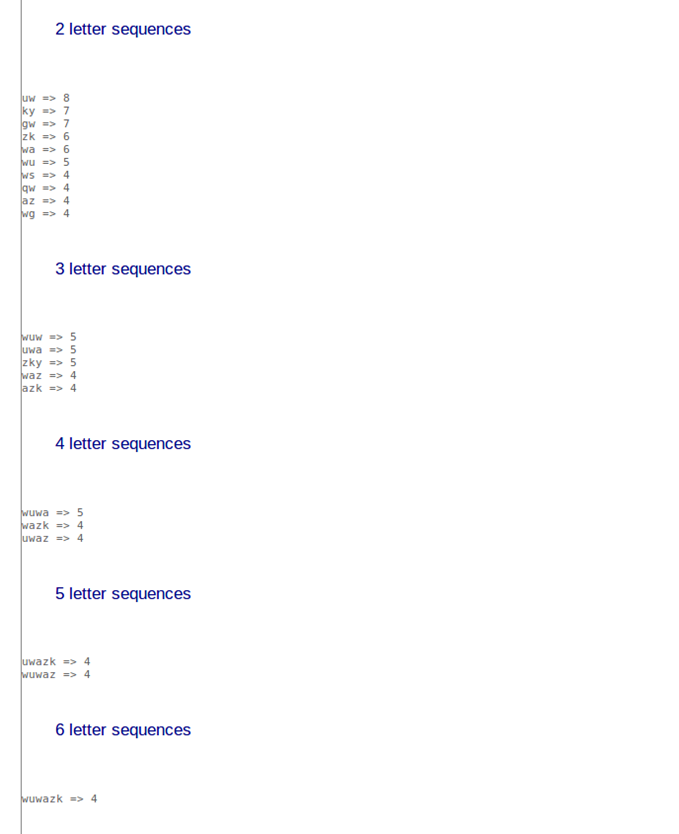 2 letter sequences
uw => 8
ky => 7
gw => 7
zk => 6
wa => 6
wu => 5
ws => 4
qw => 4
az => 4
wg => 4
3 letter sequences
wuw => 5
uwa => 5
zky => 5
waz => 4
azk => 4
4 letter sequences
wuwa => 5
wazk => 4
uwaz => 4
5 letter sequences
uwazk => 4
wuwaz => 4
6 letter sequences
wuwazk => 4